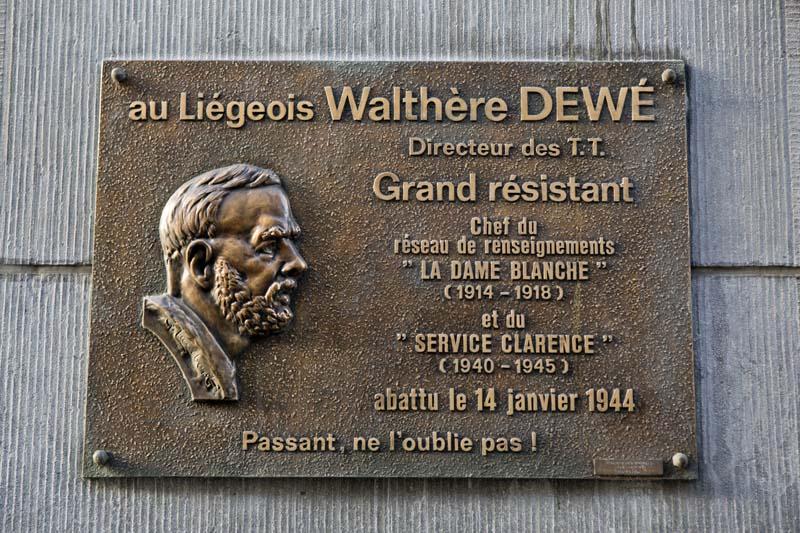 au Liégeois Walthère DEWÉ
Directeur des T.T.
Grand résistant
Chef du
réseau de renseignements
" LA DAME BLANCHE "
( 1914 - 1918 )
et du
" SERVICE CLARENCE "
( 1940 - 1945 )
abattu le 14 janvier 1944
Passant, ne l'oublie pas !